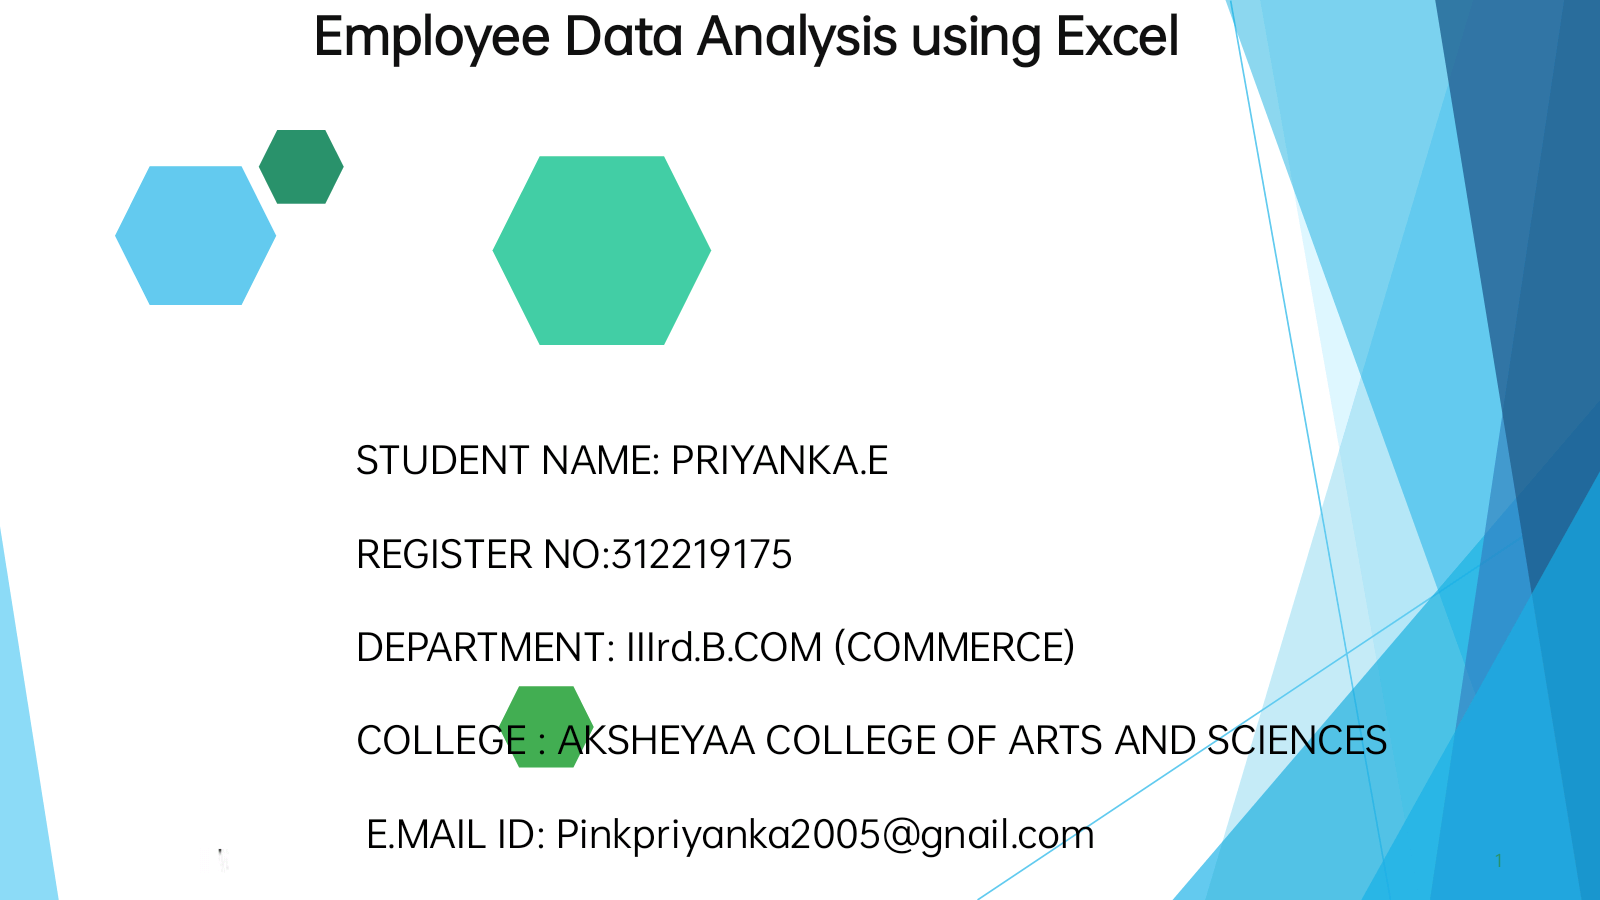 Employee Data Analysis using Excel
STUDENT NAME: PRIYANKA.E
REGISTER NO:312219175
DEPARTMENT: IIIrd.B.COM (COMMERCE)
COLLEGE : AKSHEYAA COLLEGE OF ARTS AND SCIENCES
E.MAIL ID: Pinkpriyanka2005@gnail.com
1